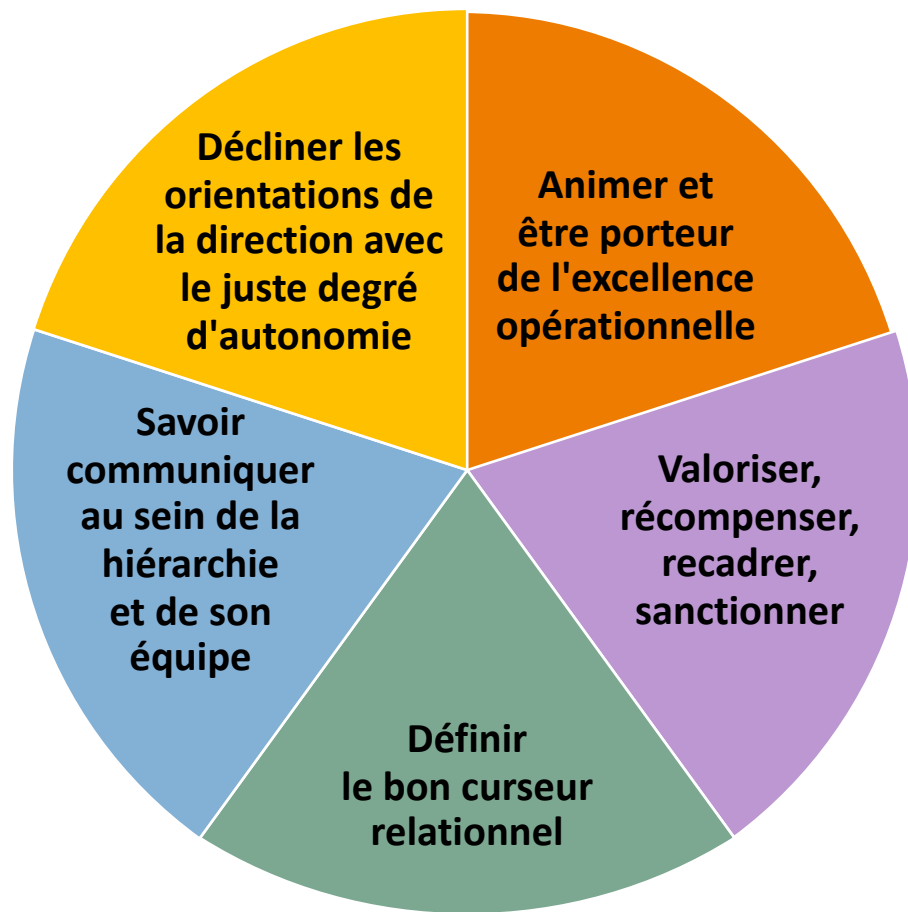 Décliner les
orientations de
la direction avec
le juste degré
d'autonomie
Animer et
être porteur
de l'excellence
opérationnelle
Savoir
communiquer
au sein de la
hiérarchie
et de son
équipe
Valoriser,
récompenser,
recadrer,
sanctionner
Définir
le bon curseur
relationnel